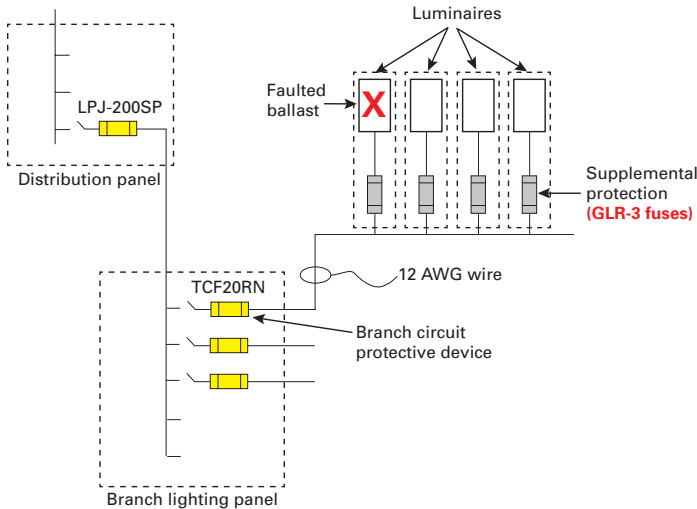 Luminaires
LPJ-200SP
Faulted
ballast
X
Distribution panel
Supplemental
protection
(GLR-3 fuses)
12 AWG wire
TCF20RN
Branch circuit
protective device
Branch lighting panel